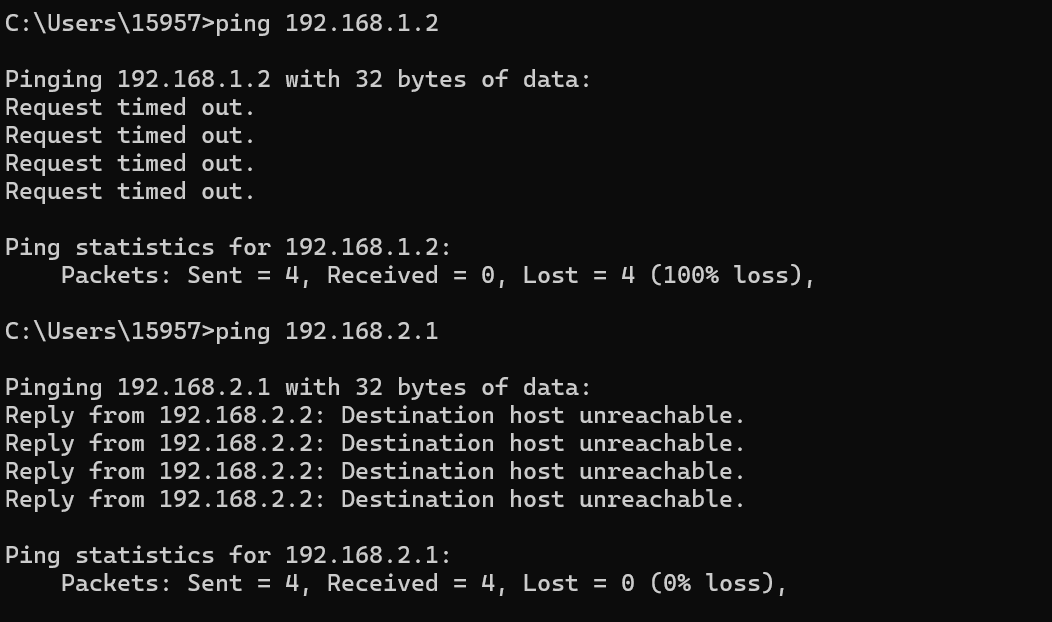 C:\Users\15957>ping 192.168.1.2
Pinging 192.168.1.2 with 32 bytes of data:
Request timed out.
Request timed out.
Request timed out.
Request timed out.
Ping statistics for 192.168.1.2:
    Packets: Sent = 4, Received = 0, Lost = 4 (100% loss),
C:\Users\15957>ping 192.168.2.1
Pinging 192.168.2.1 with 32 bytes of data:
Reply from 192.168.2.2: Destination host unreachable.
Reply from 192.168.2.2: Destination host unreachable.
Reply from 192.168.2.2: Destination host unreachable.
Reply from 192.168.2.2: Destination host unreachable.
Ping statistics for 192.168.2.1:
    Packets: Sent = 4, Received = 4, Lost = 0 (0% loss),